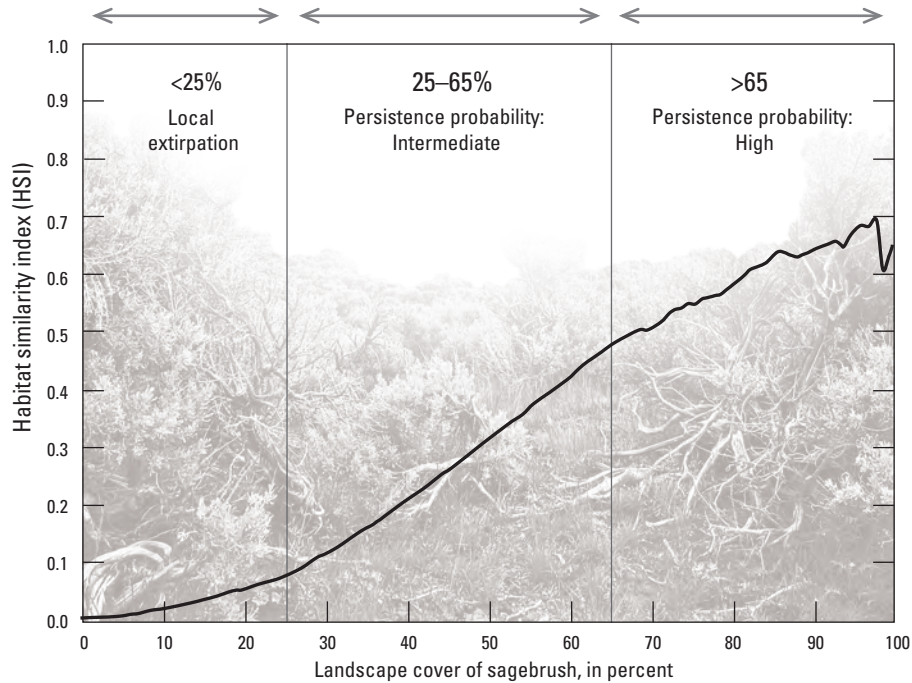 <25%
Local
extirpation
25–65%
Persistence probability:
Intermediate
>65
Persistence probability:
High
Habitat similarity index (HSI)
1.0
0.9
0.8
0.7
0.6
0.5
0.4
0.3
0.2
0.1
0.0
0 10 20 30 40 50 60 70 80 90 100
Landscape cover of sagebrush, in percent